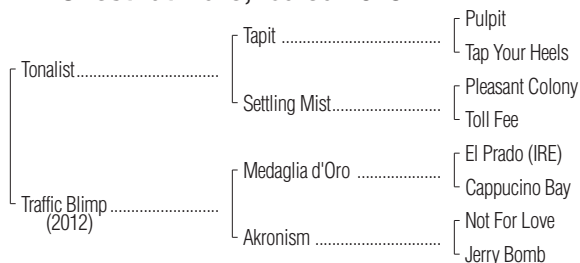 Pulpit
Tapit
Tap Your Heels
Tonalist
Pleasant Colony
Settling Mist
Toll Fee
El Prado (IRE)
Medaglia d'Oro
Cappucino Bay
Traffic Blimp
(2012)
Not For Love
Akronism
Jerry Bomb